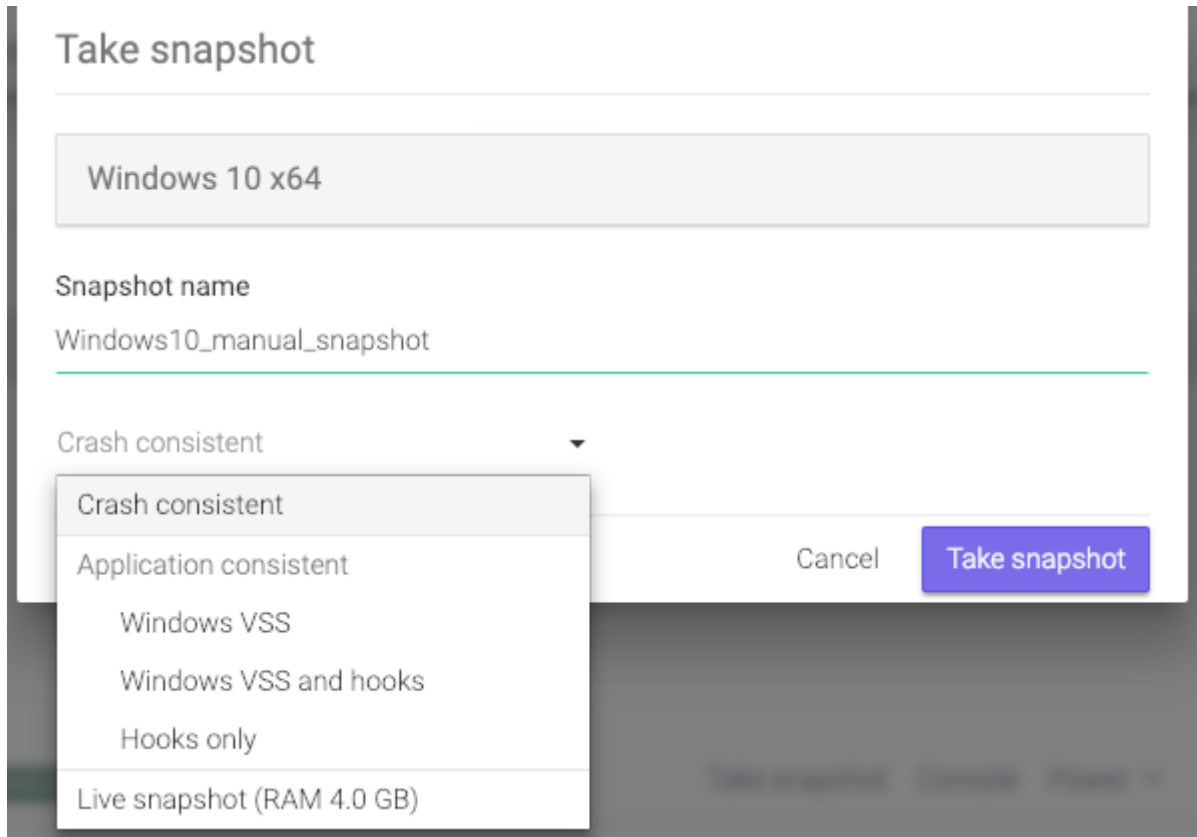 Take snapshot
Windows 10 x64
Snapshot name
Windows10_manual_snapshot
Crash consistent
Crash consistent
Application consistent
Windows VSS
Windows VSS and hooks
Hooks only
Live snapshot (RAM 4.0 GB)
Cancel
Take snapshot
Take snapshot
Console
Power